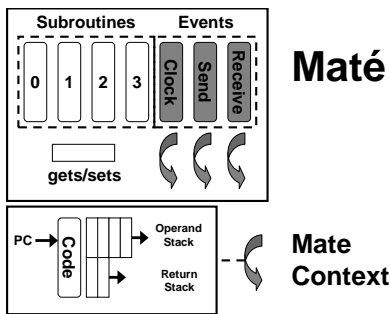 Subroutines Events
0 1 2 3 Clock Send Receive
Maté
gets/sets
PC Code Operand
Stack
Return
Stack
Mate
Context